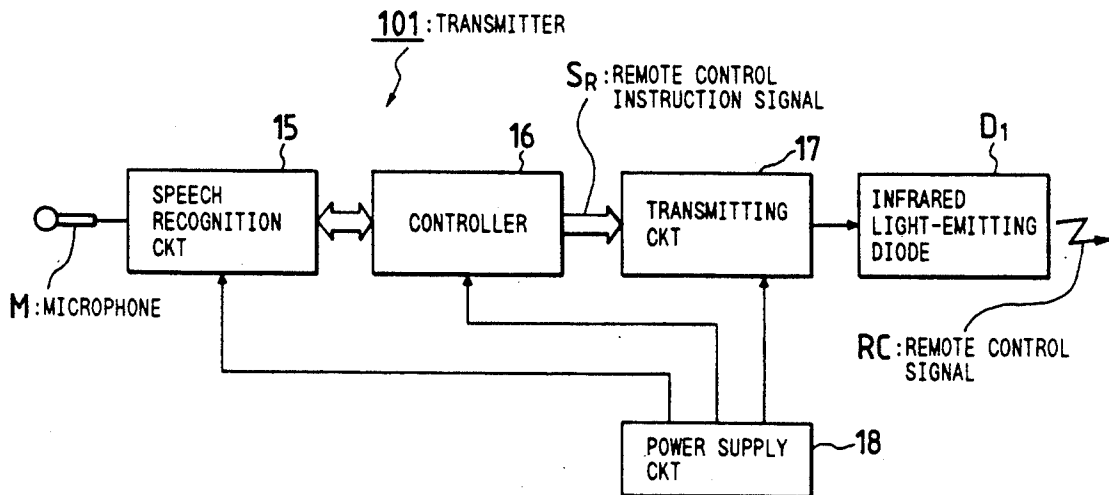 101: TRANSMITTER
SR: REMOTE CONTROL
INSTRUCTION SIGNAL
15
16
17
D1
SPEECH
RECOGNITION
CKT
CONTROLLER
TRANSMITTING
CKT
INFRARED
LIGHT-EMITTING
DIODE
M: MICROPHONE
RC: REMOTE CONTROL
SIGNAL
POWER SUPPLY
CKT
18